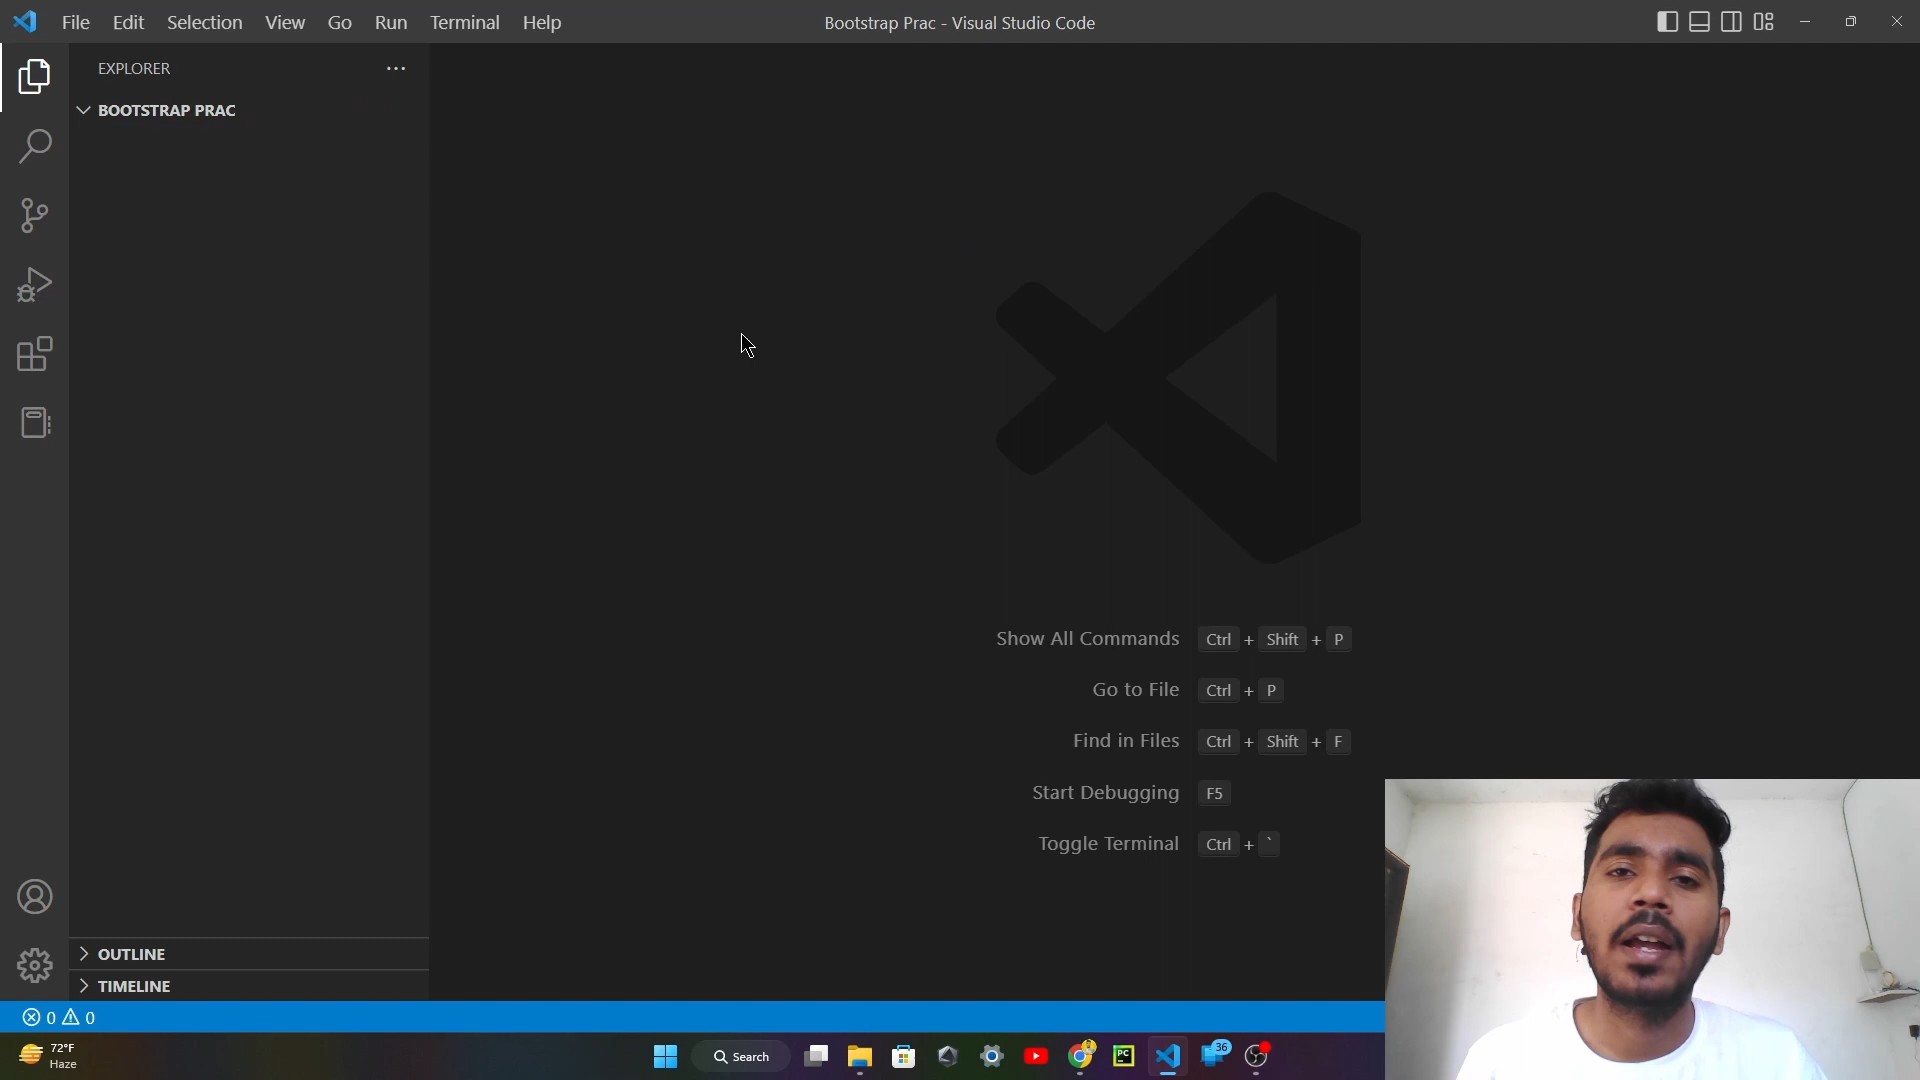 File Edit Selection View Go Run Terminal Help
Bootstrap Prac - Visual Studio Code
EXPLORER
BOOTSTRAP PRAC
Show All Commands Ctrl + Shift + P
Go to File Ctrl + P
Find in Files Ctrl + Shift + F
Start Debugging F5
Toggle Terminal Ctrl + `
OUTLINE
TIMELINE
0 0
72°F
Haze
Search
PC
36